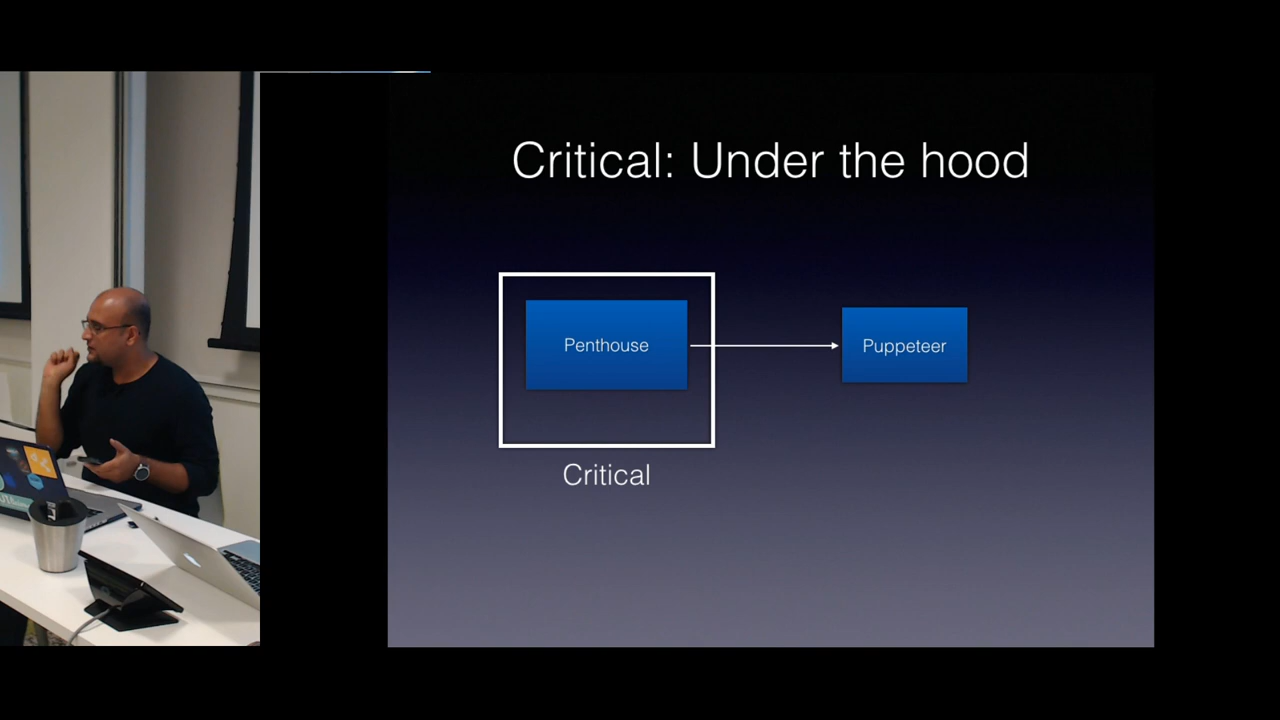 Critical: Under the hood
Penthouse
Puppeteer
Critical